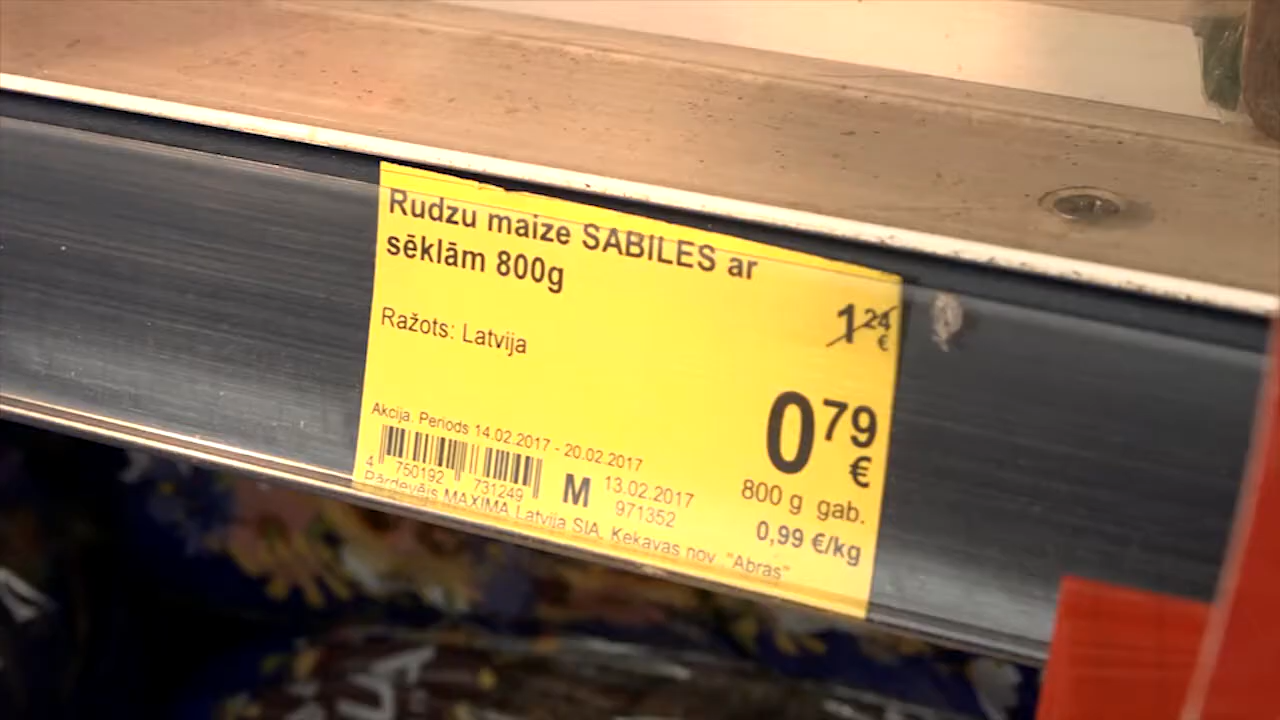 Rudzu maize SABILES ar
sēklām 800g
1 24 €
Ražots: Latvija
0 79 €
Akcija. Periods 14.02.2017 - 20.02.2017
4 750192 731249
M
13.02.2017
971352
800 g gab.
0,99 €/kg
Pārdevējs MAXIMA Latvija SIA, Ķekavas nov. "Abras"